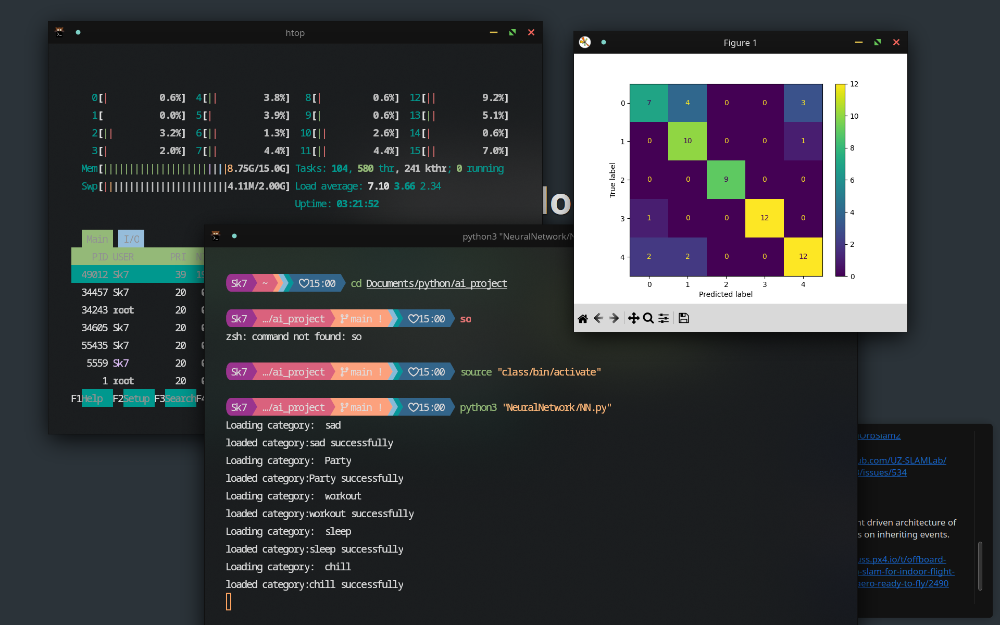 htop
0[| 0.6%] 4[|| 3.8%] 8[| 0.6%] 12[|| 9.2%]
1[ 0.0%] 5[| 3.9%] 9[| 0.6%] 13[|| 5.1%]
2[|| 3.2%] 6[|| 1.3%] 10[|| 2.6%] 14[| 0.6%]
3[| 2.0%] 7[|| 4.4%] 11[|| 4.4%] 15[|| 7.0%]
Mem[||||||||||||||||||||||||8.75G/15.0G] Tasks: 104, 580 thr, 241 kthr; 0 running
Swp[||||||||||||||||||||||||4.11M/2.00G] Load average: 7.10 3.66 2.34
Uptime: 03:21:52
Main I/O
PID USER PRI
49012 Sk7 39
34457 Sk7 20
34243 root 20
34605 Sk7 20
55435 Sk7 20
5559 Sk7 20
1 root 20
F1Help F2Setup F3SearchF4
lo
python3 "NeuralNetwork/N
Sk7 ~ ♡15:00 cd Documents/python/ai_project
Sk7 …/ai_project main ! ♡15:00 so
zsh: command not found: so
Sk7 …/ai_project main ! ♡15:00 source "class/bin/activate"
Sk7 …/ai_project main ! ♡15:00 python3 "NeuralNetwork/NN.py"
Loading category:  sad
loaded category:sad successfully
Loading category:  Party
loaded category:Party successfully
Loading category:  workout
loaded category:workout successfully
Loading category:  sleep
loaded category:sleep successfully
Loading category:  chill
loaded category:chill successfully
Figure 1
True label
0 7 4 0 0 3
1 0 10 0 0 1
2 0 0 9 0 0
3 1 0 0 12 0
4 2 2 0 0 12
0 1 2 3 4
Predicted label
12
10
8
6
4
2
0
OrbSlam2
ub.com/UZ-SLAMLab/
/issues/534
nt driven architecture of
s on inheriting events.
uss.px4.io/t/offboard-
-slam-for-indoor-flight-
aero-ready-to-fly/2490